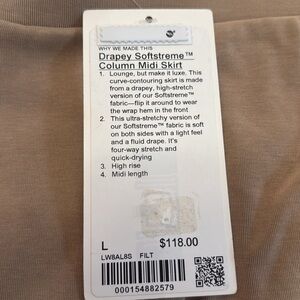 WHY WE MADE THIS
Drapey Softstreme™
Column Midi Skirt
1. Lounge, but make it luxe. This
curve-contouring skirt is made
from a drapey, high-stretch
version of our Softstreme™
fabric—flip it around to wear
the wrap hem in the front
2. This ultra-stretchy version of
our Softstreme™ fabric is soft
on both sides with a light feel
and a fluid drape. It's
four-way stretch and
quick-drying
3. High rise
4. Midi length
L $118.00
LW8AL8S FILT
000154882579